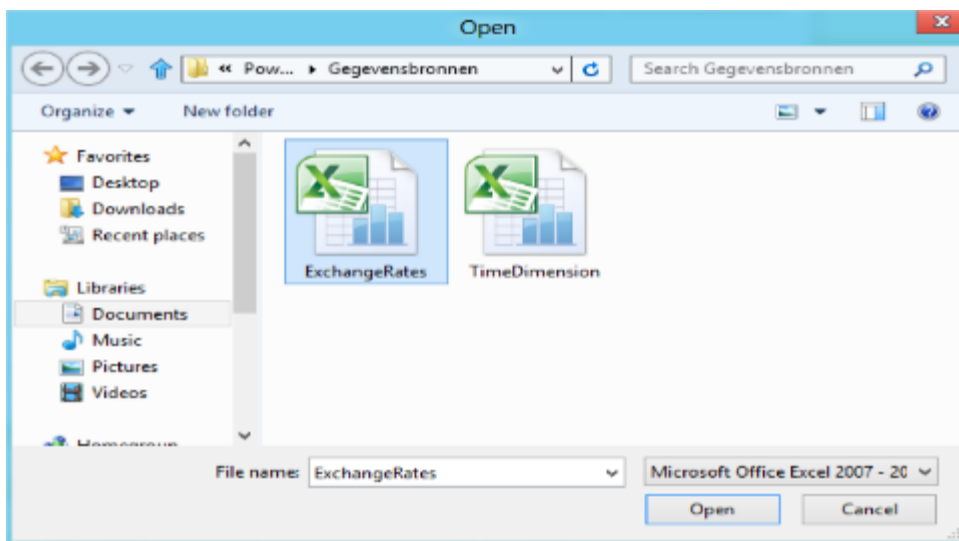 Open
« Pow... Gegevensbronnen
Search Gegevensbronnen
Organize
New folder
Favorites
Desktop
Downloads
Recent places
Libraries
Documents
Music
Pictures
Videos
Homegroup
ExchangeRates
TimeDimension
File name: ExchangeRates
Microsoft Office Excel 2007 - 20
Open
Cancel